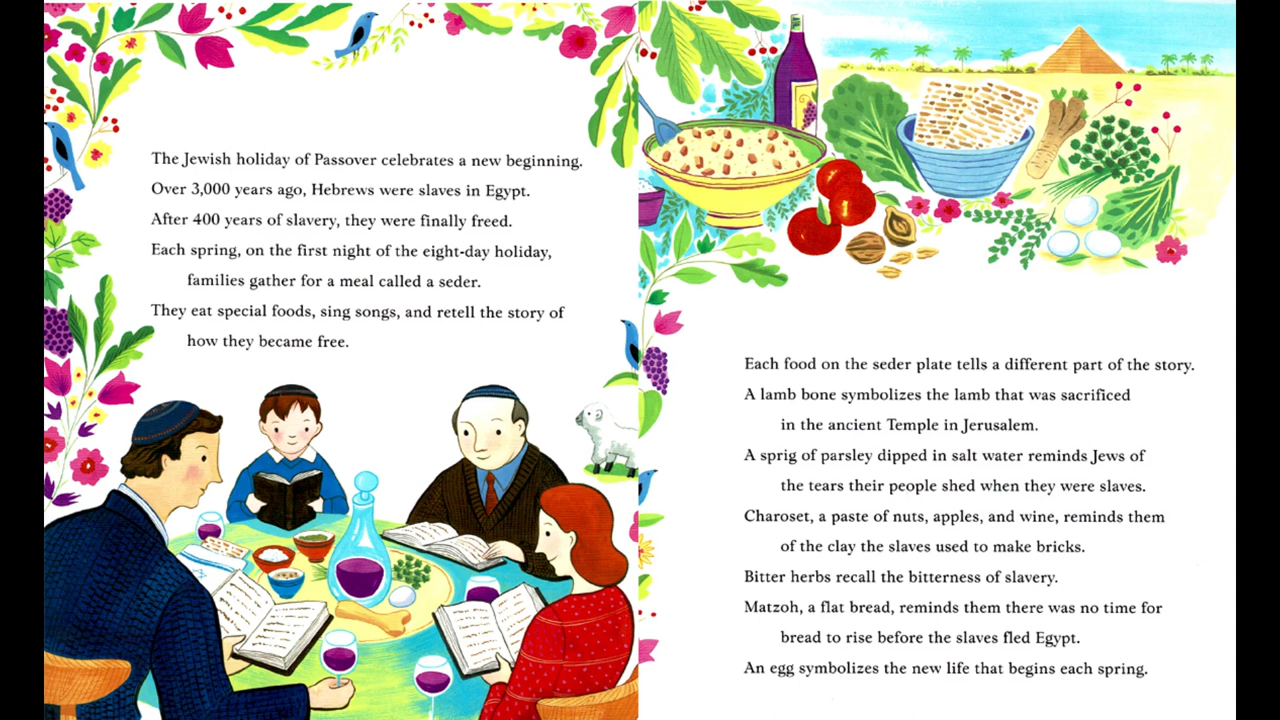 The Jewish holiday of Passover celebrates a new beginning.
Over 3,000 years ago, Hebrews were slaves in Egypt.
After 400 years of slavery, they were finally freed.
Each spring, on the first night of the eight-day holiday,
families gather for a meal called a seder.
They eat special foods, sing songs, and retell the story of
how they became free.
Each food on the seder plate tells a different part of the story.
A lamb bone symbolizes the lamb that was sacrificed
in the ancient Temple in Jerusalem.
A sprig of parsley dipped in salt water reminds Jews of
the tears their people shed when they were slaves.
Charoset, a paste of nuts, apples, and wine, reminds them
of the clay the slaves used to make bricks.
Bitter herbs recall the bitterness of slavery.
Matzoh, a flat bread, reminds them there was no time for
bread to rise before the slaves fled Egypt.
An egg symbolizes the new life that begins each spring.